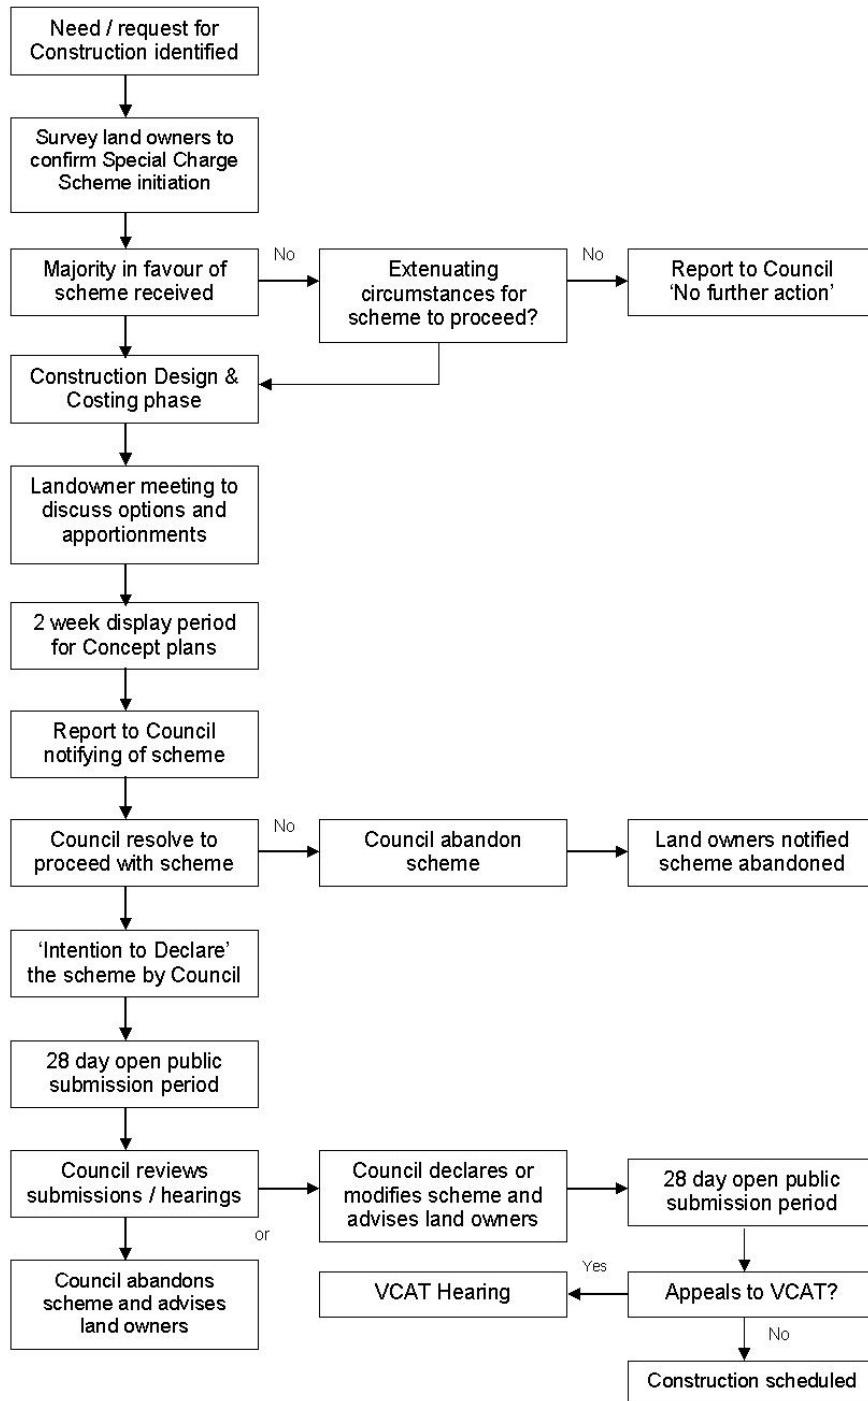 Need / request for
Construction identified
Survey land owners to
confirm Special Charge
Scheme initiation
Majority in favour of
scheme received
No
Extenuating
circumstances for
scheme to proceed?
No
Report to Council
‘No further action’
Construction Design &
Costing phase
Landowner meeting to
discuss options and
apportionments
2 week display period
for Concept plans
Report to Council
notifying of scheme
Council resolve to
proceed with scheme
No
Council abandon
scheme
Land owners notified
scheme abandoned
‘Intention to Declare’
the scheme by Council
28 day open public
submission period
Council reviews
submissions / hearings
or
Council declares or
modifies scheme and
advises land owners
28 day open public
submission period
Council abandons
scheme and advises
land owners
VCAT Hearing
Yes
Appeals to VCAT?
No
Construction scheduled